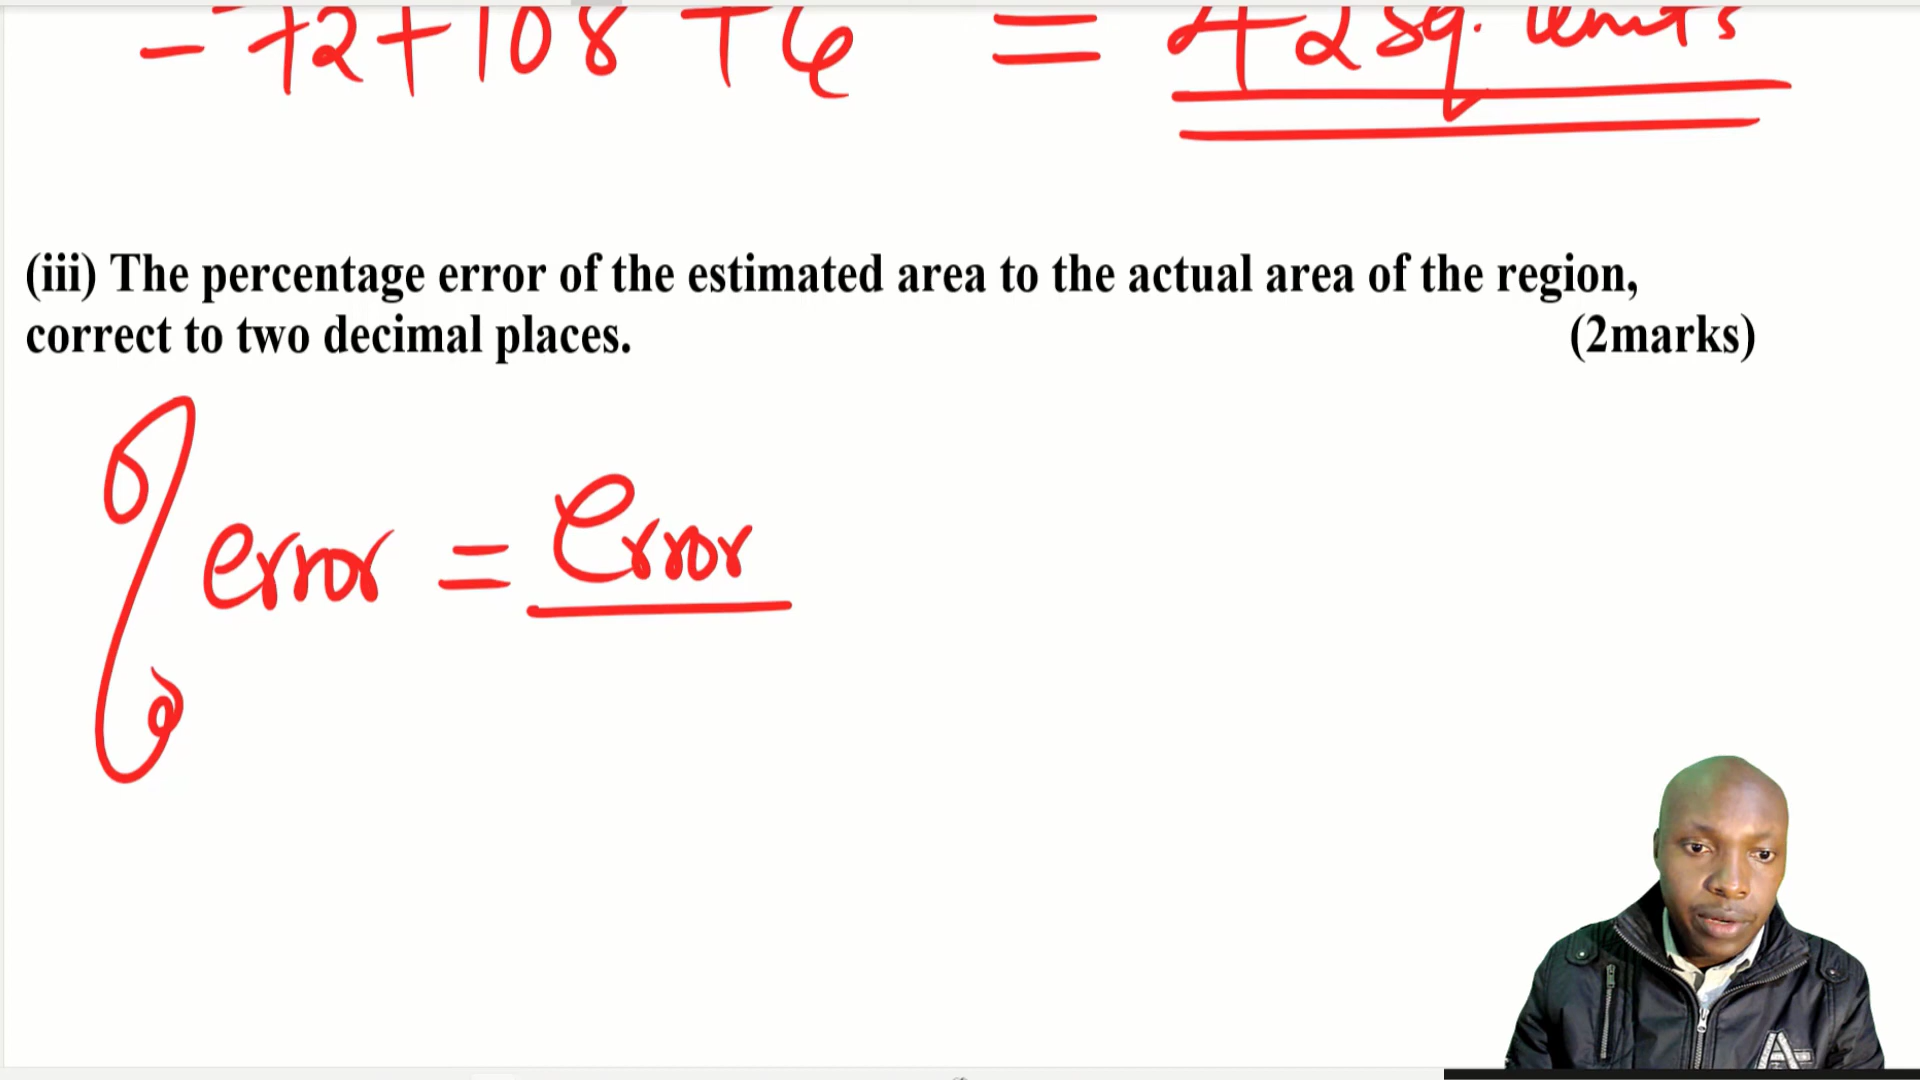 - 72 + 108 + 6 = 42 sq. units
(iii) The percentage error of the estimated area to the actual area of the region,
correct to two decimal places. (2marks)
% error = Error
A